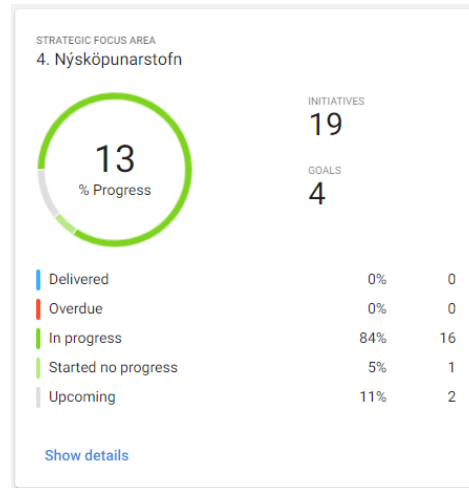 STRATEGIC FOCUS AREA
4. Nýsköpunarstofn
INITIATIVES
19
13
% Progress
GOALS
4
Delivered 0% 0
Overdue 0% 0
In progress 84% 16
Started no progress 5% 1
Upcoming 11% 2
Show details